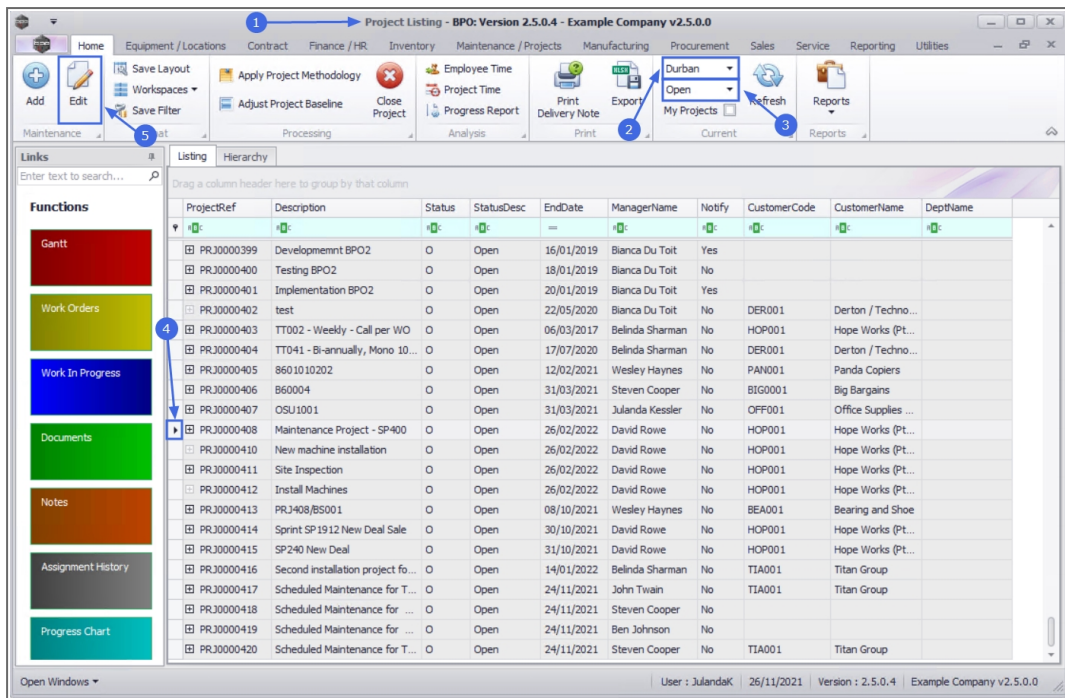 1
Project Listing - BPO: Version 2.5.0.4 - Example Company v2.5.0.0
Home Equipment / Locations Contract Finance / HR Inventory Maintenance / Projects Manufacturing Procurement Sales Service Reporting Utilities
Add
Edit
Save Layout
Workspaces
Save Filter
Apply Project Methodology
Adjust Project Baseline
Close Project
Employee Time
Project Time
Progress Report
Print Delivery Note
Export
Durban
Open
My Projects
Refresh
Reports
2
3
5
Maintenance Processing Analysis Print Current Reports
Links
Enter text to search...
Functions
Gantt
Work Orders
Work In Progress
Documents
Notes
Assignment History
Progress Chart
4
Listing Hierarchy
Drag a column header here to group by that column
ProjectRef Description Status StatusDesc EndDate ManagerName Notify CustomerCode CustomerName DeptName
PRJ0000399 Developmemnt BPO2 O Open 16/01/2019 Bianca Du Toit Yes
PRJ0000400 Testing BPO2 O Open 18/01/2019 Bianca Du Toit No
PRJ0000401 Implementation BPO2 O Open 20/01/2019 Bianca Du Toit Yes
PRJ0000402 test O Open 22/05/2020 Bianca Du Toit No DER001 Derton / Techno...
PRJ0000403 TT002 - Weekly - Call per WO O Open 06/03/2017 Belinda Sharman No HOP001 Hope Works (Pt...
PRJ0000404 TT041 - Bi-annually, Mono 10... O Open 17/07/2020 Belinda Sharman No DER001 Derton / Techno...
PRJ0000405 8601010202 O Open 12/02/2021 Wesley Haynes No PAN001 Panda Copiers
PRJ0000406 B60004 O Open 31/03/2021 Steven Cooper No BIG0001 Big Bargains
PRJ0000407 OSU1001 O Open 31/03/2021 Julanda Kessler No OFF001 Office Supplies ...
PRJ0000408 Maintenance Project - SP400 O Open 26/02/2022 David Rowe No HOP001 Hope Works (Pt...
PRJ0000410 New machine installation O Open 26/02/2022 David Rowe No HOP001 Hope Works (Pt...
PRJ0000411 Site Inspection O Open 26/02/2022 David Rowe No HOP001 Hope Works (Pt...
PRJ0000412 Install Machines O Open 26/02/2022 David Rowe No HOP001 Hope Works (Pt...
PRJ0000413 PRJ408/BS001 O Open 08/10/2021 Wesley Haynes No BEA001 Bearing and Shoe
PRJ0000414 Sprint SP1912 New Deal Sale O Open 30/10/2021 David Rowe No HOP001 Hope Works (Pt...
PRJ0000415 SP240 New Deal O Open 31/10/2021 David Rowe No HOP001 Hope Works (Pt...
PRJ0000416 Second installation project fo... O Open 14/01/2022 Belinda Sharman No TIA001 Titan Group
PRJ0000417 Scheduled Maintenance for T... O Open 24/11/2021 John Twain No TIA001 Titan Group
PRJ0000418 Scheduled Maintenance for ... O Open 24/11/2021 Steven Cooper No
PRJ0000419 Scheduled Maintenance for ... O Open 24/11/2021 Ben Johnson No
PRJ0000420 Scheduled Maintenance for T... O Open 24/11/2021 Steven Cooper No TIA001 Titan Group
Open Windows User : JulandaK 26/11/2021 Version : 2.5.0.4 Example Company v2.5.0.0